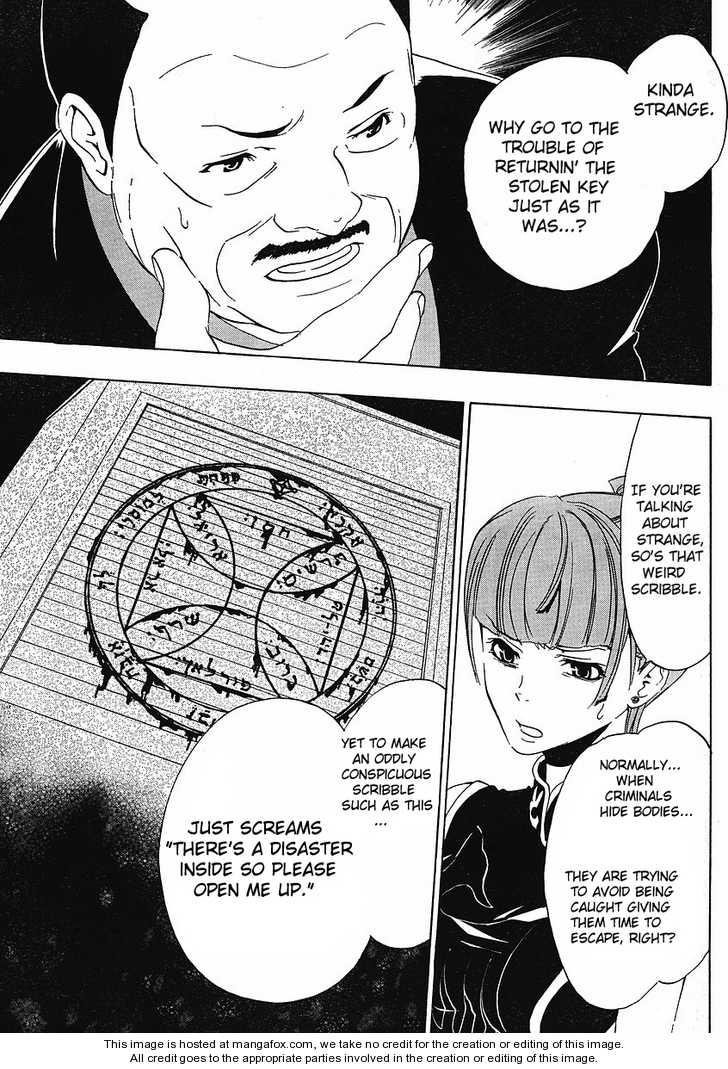 KINDA
STRANGE.
WHY GO TO THE
TROUBLE OF
RETURNIN' THE
STOLEN KEY
JUST AS IT
WAS...?
IF YOU'RE
TALKING
ABOUT
STRANGE,
SO'S THAT
WEIRD
SCRIBBLE.
NORMALLY...
WHEN
CRIMINALS
HIDE BODIES...
THEY ARE TRYING
TO AVOID BEING
CAUGHT GIVING
THEM TIME TO
ESCAPE, RIGHT?
YET TO MAKE
AN ODDLY
CONSPICUOUS
SCRIBBLE
SUCH AS THIS
...
JUST SCREAMS
"THERE'S A DISASTER
INSIDE SO PLEASE
OPEN ME UP."
This image is hosted at mangafox.com, we take no credit for the creation or editing of this image.
All credit goes to the appropriate parties involved in the creation or editing of this image.